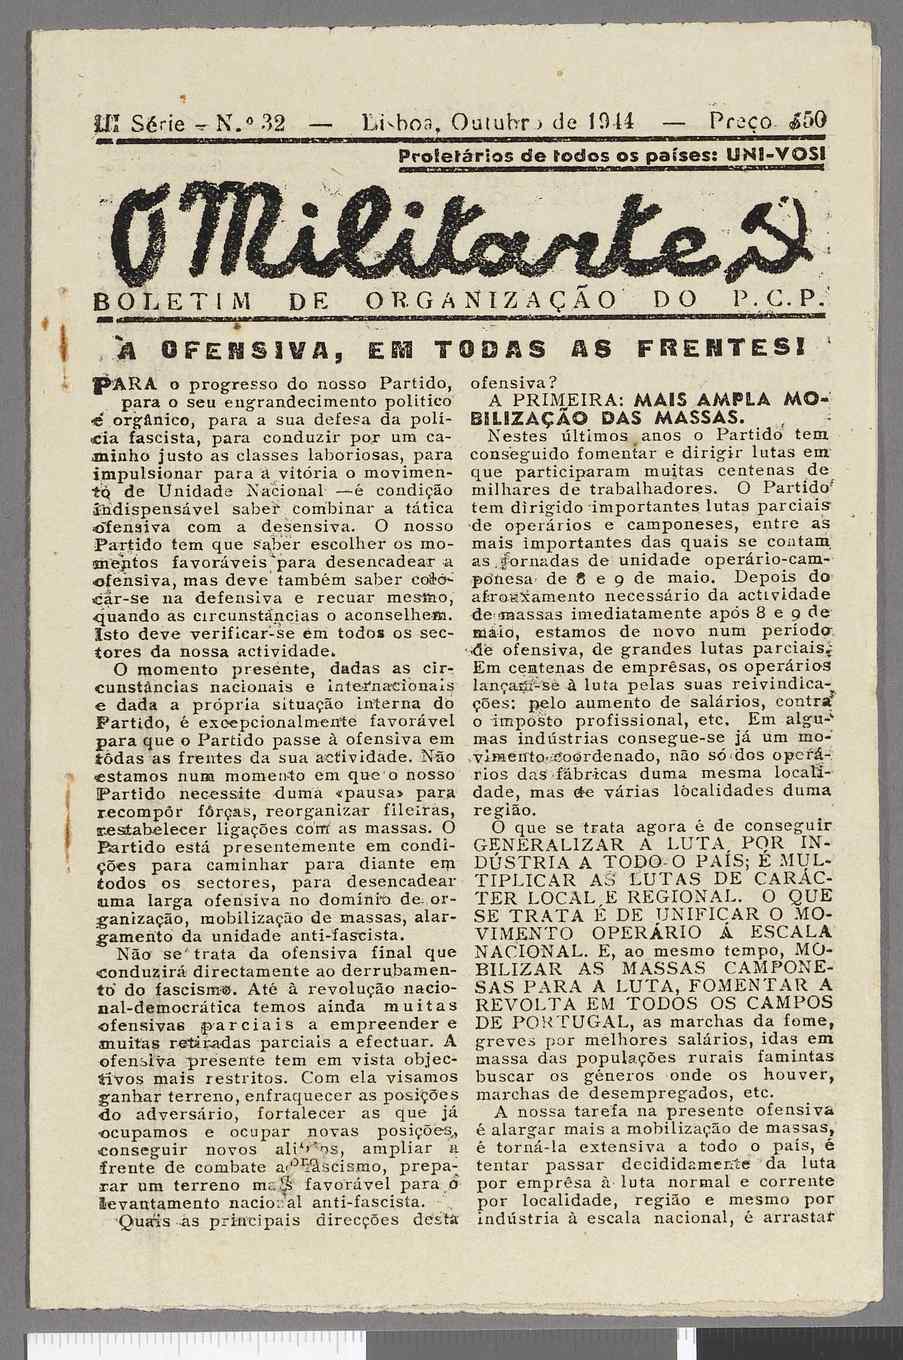 III Série - N.º 32 — Lisboa, Outubro de 1944 — Preço $50
Proletários de todos os países: UNI-VOS!
O Militante
BOLETIM DE ORGANIZAÇÃO DO P.C.P.
A OFENSIVA, EM TODAS AS FRENTES!
PARA o progresso do nosso Partido,
para o seu engrandecimento politico
e orgânico, para a sua defesa da polí-
cia fascista, para conduzir por um ca-
minho justo as classes laboriosas, para
impulsionar para a vitória o movimen-
to de Unidade Nacional —é condição
indispensável saber combinar a tática
ofensiva com a desensiva. O nosso
Partido tem que saber escolher os mo-
mentos favoráveis para desencadear a
ofensiva, mas deve também saber colo-
car-se na defensiva e recuar mesmo,
quando as circunstâncias o aconselhem.
Isto deve verificar-se em todos os sec-
tores da nossa actividade.
O momento presente, dadas as cir-
cunstâncias nacionais e internacionais
e dada a própria situação interna do
Partido, é excepcionalmente favorável
para que o Partido passe à ofensiva em
tôdas as frentes da sua actividade. Não
estamos num momento em que o nosso
Partido necessite duma «pausa» para
recompôr fôrças, reorganizar fileiras,
restabelecer ligações com as massas. O
Partido está presentemente em condi-
ções para caminhar para diante em
todos os sectores, para desencadear
uma larga ofensiva no domínio de or-
ganização, mobilização de massas, alar-
gamento da unidade anti-fascista.
Não se trata da ofensiva final que
conduzirá directamente ao derrubamen-
to do fascismo. Até à revolução nacio-
nal-democrática temos ainda muitas
ofensivas parciais a empreender e
muitas retiradas parciais a efectuar. A
ofensiva presente tem em vista objec-
tivos mais restritos. Com ela visamos
ganhar terreno, enfraquecer as posições
do adversário, fortalecer as que já
ocupamos e ocupar novas posições,
conseguir novos aliados, ampliar a
frente de combate ao fascismo, prepa-
rar um terreno mais favorável para o
levantamento nacional anti-fascista.
Quais as principais direcções desta
ofensiva?
A PRIMEIRA: MAIS AMPLA MO-
BILIZAÇÃO DAS MASSAS.
Nestes últimos anos o Partido tem
conseguido fomentar e dirigir lutas em
que participaram muitas centenas de
milhares de trabalhadores. O Partido
tem dirigido importantes lutas parciais
de operários e camponeses, entre as
mais importantes das quais se contam
as jornadas de unidade operário-cam-
ponesa de 8 e 9 de maio. Depois do
afrouxamento necessário da actividade
de massas imediatamente após 8 e 9 de
maio, estamos de novo num período
de ofensiva, de grandes lutas parciais.
Em centenas de emprêsas, os operários
lançam-se à luta pelas suas reivindica-
ções: pelo aumento de salários, contra
o imposto profissional, etc. Em algu-
mas indústrias consegue-se já um mo-
vimento coordenado, não só dos operá-
rios das fábricas duma mesma locali-
dade, mas de várias localidades duma
região.
O que se trata agora é de conseguir
GENERALIZAR A LUTA POR IN-
DÚSTRIA A TODO O PAÍS; É MUL-
TIPLICAR AS LUTAS DE CARÁC-
TER LOCAL E REGIONAL. O QUE
SE TRATA É DE UNIFICAR O MO-
VIMENTO OPERÁRIO Á ESCALA
NACIONAL. E, ao mesmo tempo, MO-
BILIZAR AS MASSAS CAMPONE-
SAS PARA A LUTA, FOMENTAR A
REVOLTA EM TODOS OS CAMPOS
DE PORTUGAL, as marchas da fome,
greves por melhores salários, idas em
massa das populações rurais famintas
buscar os géneros onde os houver,
marchas de desempregados, etc.
A nossa tarefa na presente ofensiva
é alargar mais a mobilização de massas,
é torná-la extensiva a todo o país, é
tentar passar decididamente da luta
por emprêsa à luta normal e corrente
por localidade, região e mesmo por
indústria à escala nacional, é arrastar